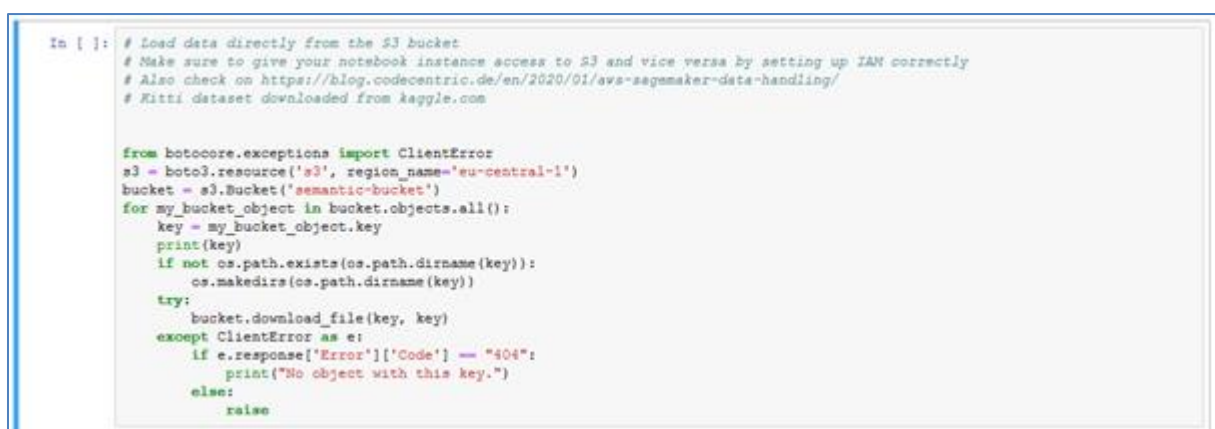 In [ ]: # Load data directly from the S3 bucket
# Make sure to give your notebook instance access to S3 and vice versa by setting up IAM correctly
# Also check on https://blog.codecentric.de/en/2020/01/aws-sagemaker-data-handling/
# Kitti dataset downloaded from kaggle.com
from botocore.exceptions import ClientError
s3 = boto3.resource('s3', region_name='eu-central-1')
bucket = s3.Bucket('semantic-bucket')
for my_bucket_object in bucket.objects.all():
    key = my_bucket_object.key
    print(key)
    if not os.path.exists(os.path.dirname(key)):
        os.makedirs(os.path.dirname(key))
    try:
        bucket.download_file(key, key)
    except ClientError as e:
        if e.response['Error']['Code'] == "404":
            print("No object with this key.")
        else:
            raise